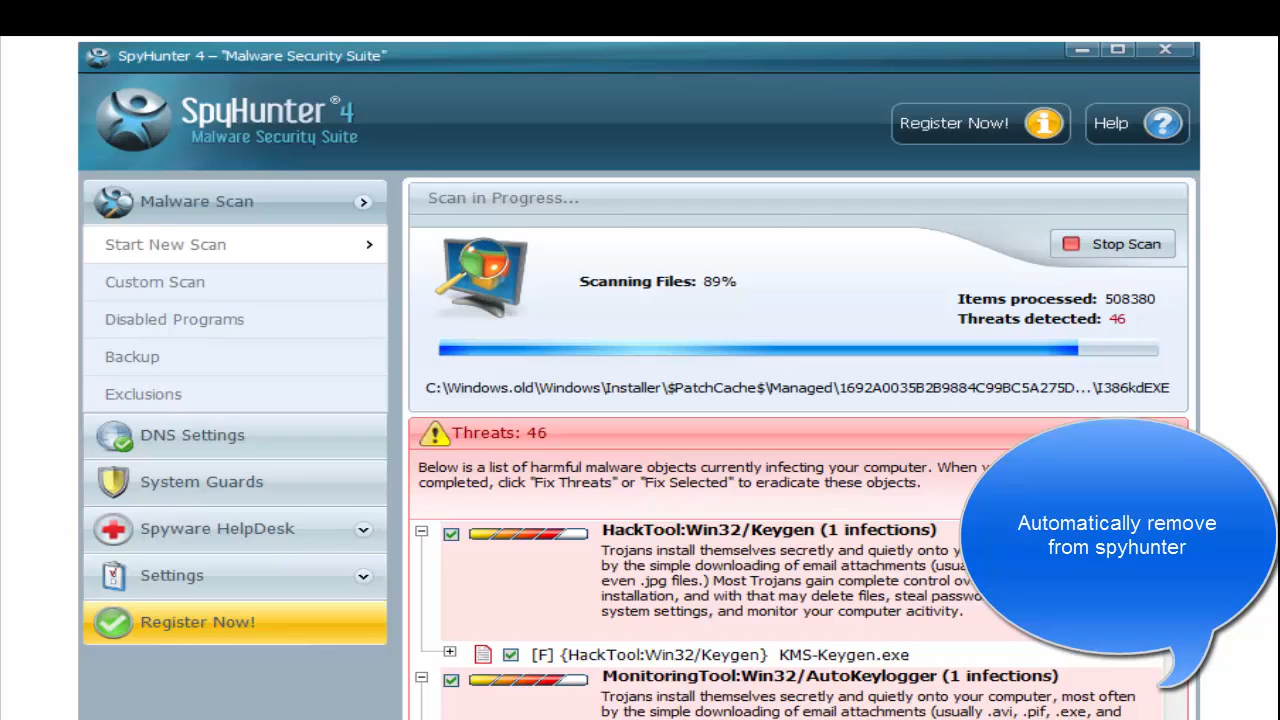 SpyHunter 4 – "Malware Security Suite"
SpyHunter®4
Malware Security Suite
Register Now!
Help
Malware Scan
Start New Scan
Custom Scan
Disabled Programs
Backup
Exclusions
DNS Settings
System Guards
Spyware HelpDesk
Settings
Register Now!
Scan in Progress...
Stop Scan
Scanning Files: 89%
Items processed: 508380
Threats detected: 46
C:\Windows.old\Windows\Installer\$PatchCache$\Managed\1692A0035B2B9884C99BC5A275D...\I386kdEXE
Threats: 46
Below is a list of harmful malware objects currently infecting your computer. When
completed, click "Fix Threats" or "Fix Selected" to eradicate these objects.
HackTool:Win32/Keygen (1 infections)
Trojans install themselves secretly and quietly onto
by the simple downloading of email attachments
even .jpg files.) Most Trojans gain complete control
installation, and with that may delete files, steal
system settings, and monitor your computer acitivity.
[F] {HackTool:Win32/Keygen} KMS-Keygen.exe
MonitoringTool:Win32/AutoKeylogger (1 infections)
Trojans install themselves secretly and quietly onto your computer, most often
by the simple downloading of email attachments (usually .avi, .pif, .exe, and
Automatically remove
from spyhunter